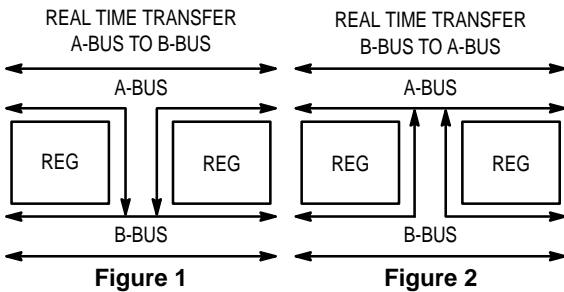 REAL TIME TRANSFER
A-BUS TO B-BUS
A-BUS
REG
REG
B-BUS
Figure 1
REAL TIME TRANSFER
B-BUS TO A-BUS
A-BUS
REG
REG
B-BUS
Figure 2